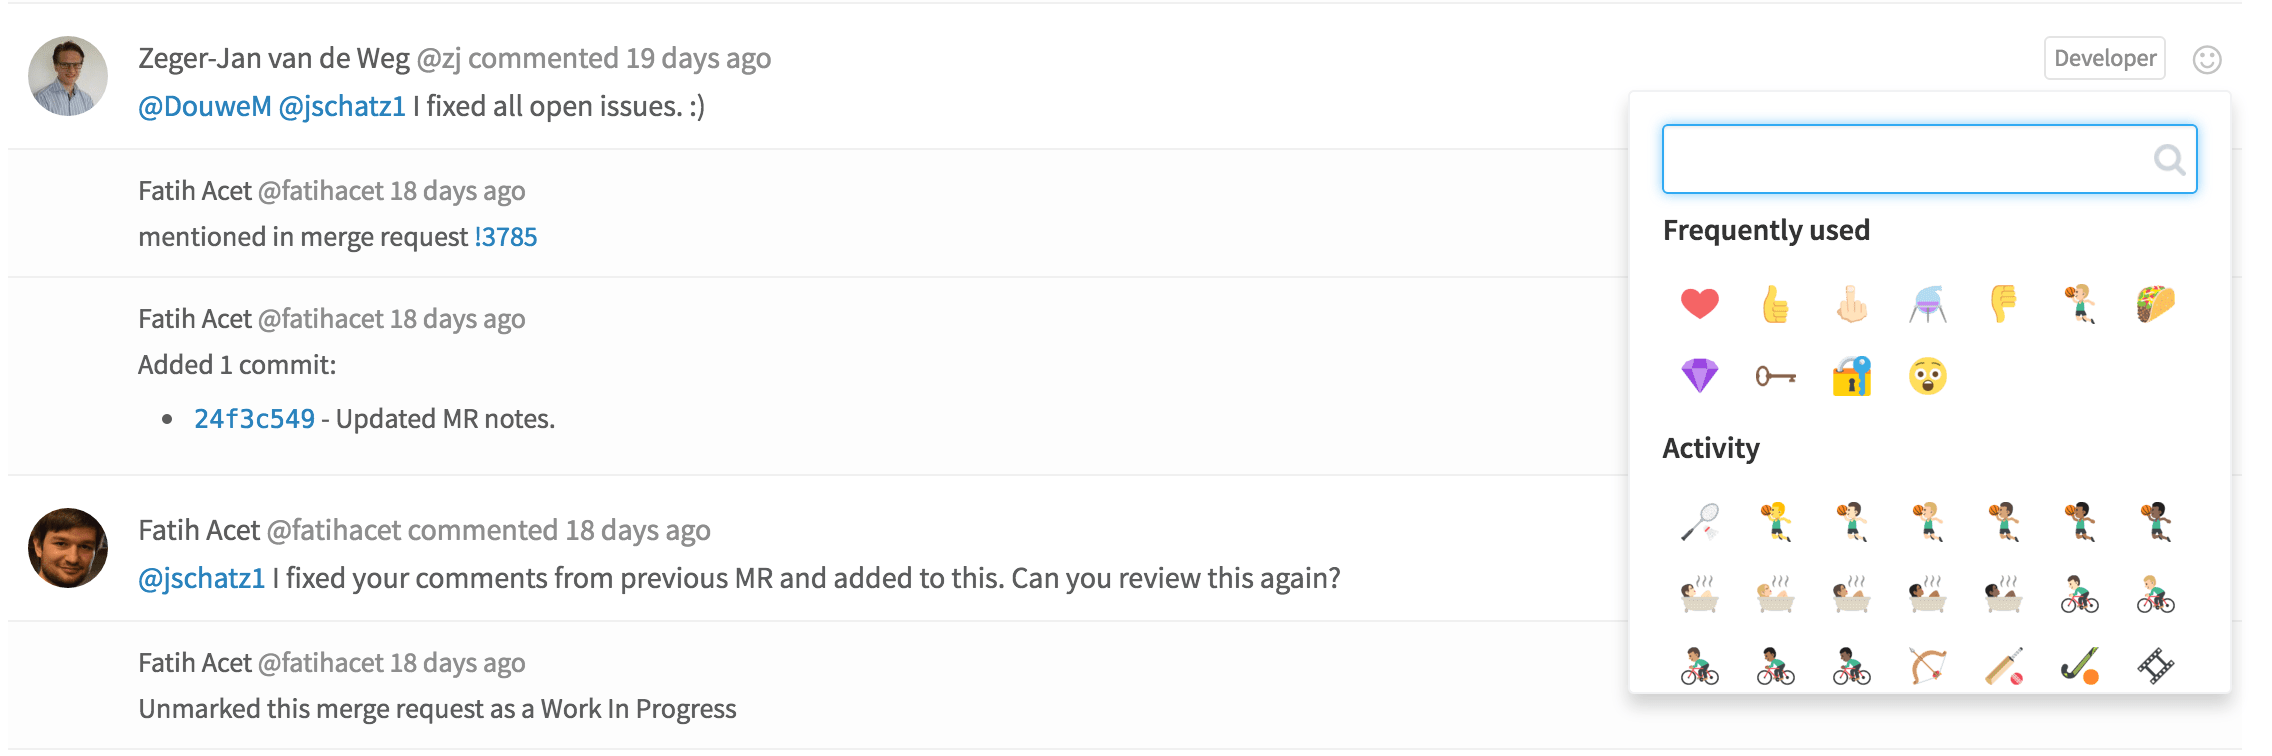 Zeger-Jan van de Weg @zj commented 19 days ago
Developer
@DouweM @jschatz1 I fixed all open issues. :)
Fatih Acet @fatihacet 18 days ago
mentioned in merge request !3785
Fatih Acet @fatihacet 18 days ago
Added 1 commit:
24f3c549 - Updated MR notes.
Fatih Acet @fatihacet commented 18 days ago
@jschatz1 I fixed your comments from previous MR and added to this. Can you review this again?
Fatih Acet @fatihacet 18 days ago
Unmarked this merge request as a Work In Progress
Frequently used
Activity